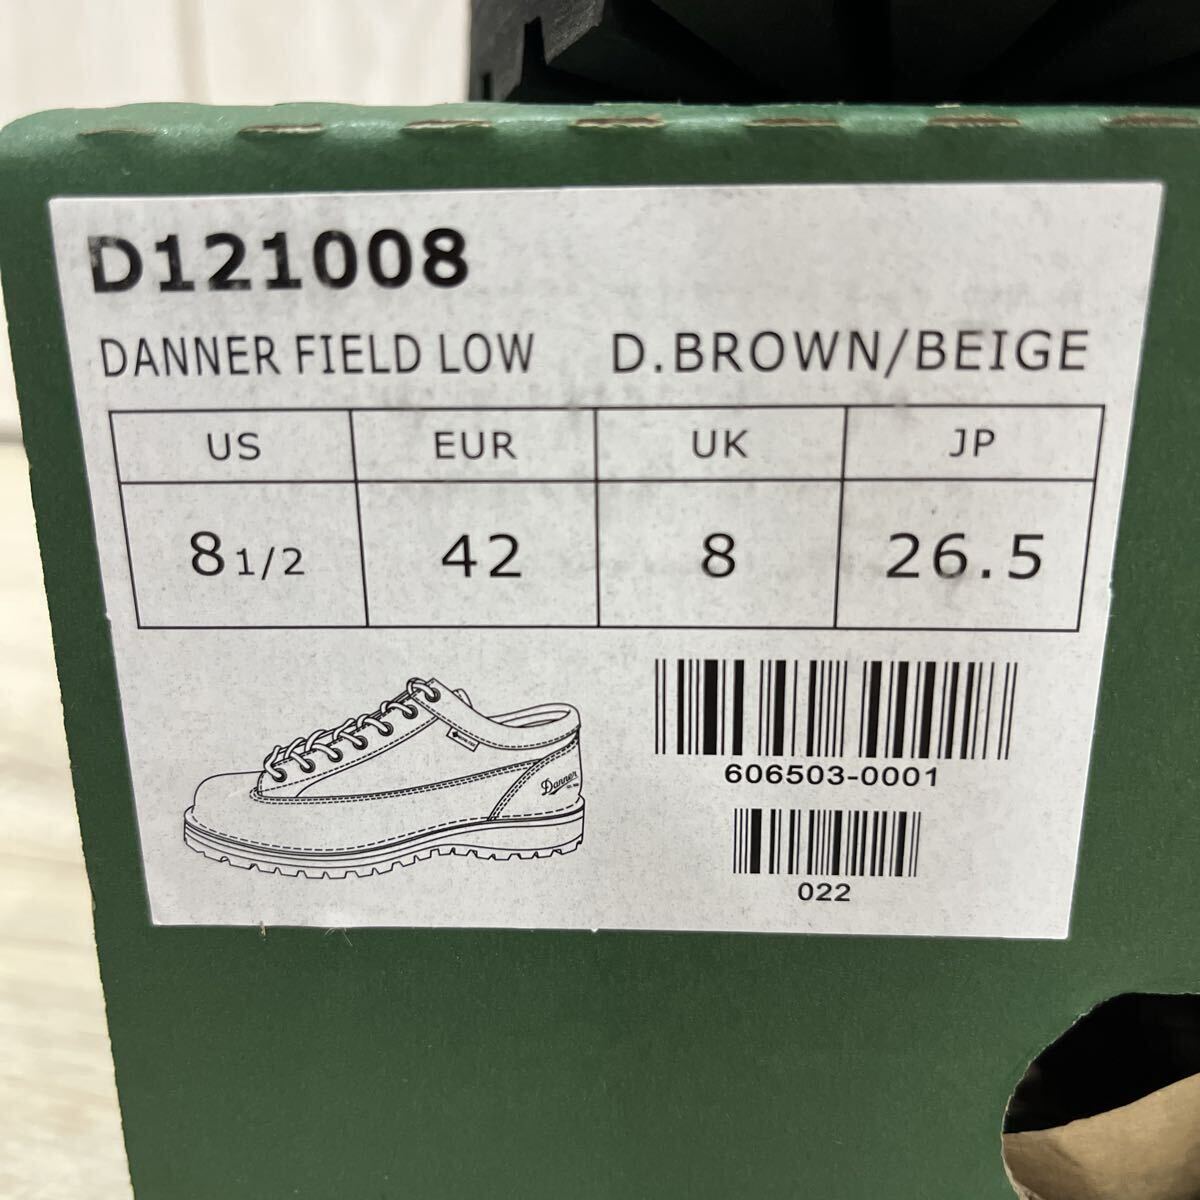 D121008
DANNER FIELD LOW D.BROWN/BEIGE
US EUR UK JP
8 1/2 42 8 26.5
Danner
606503-0001
022